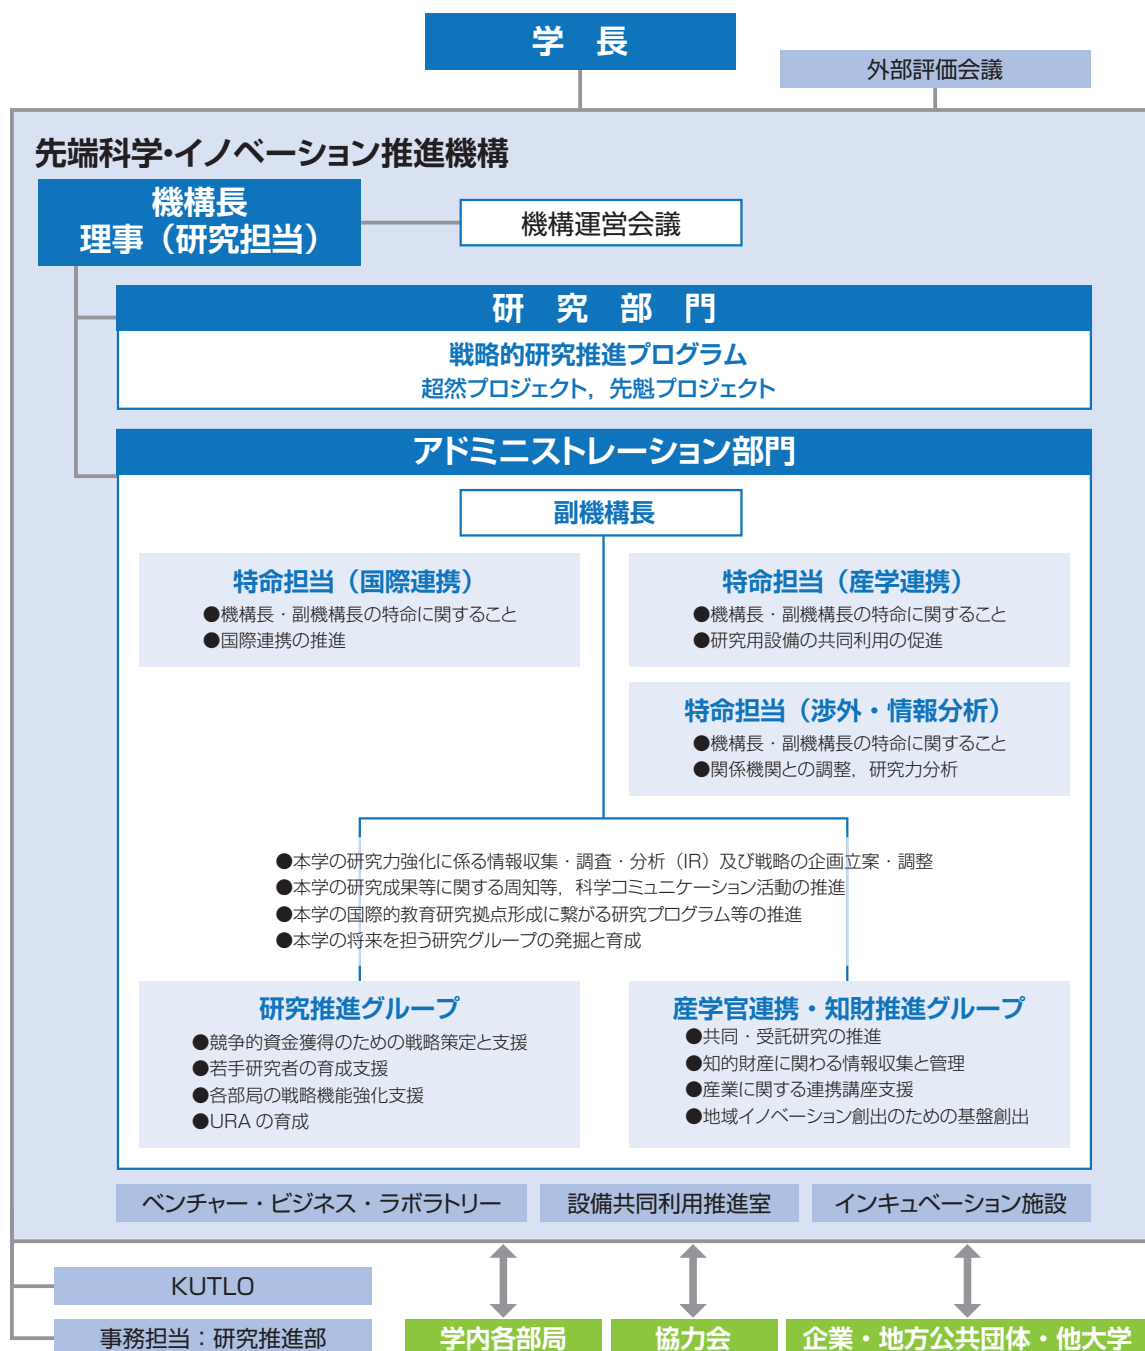 学　長
外部評価会議
先端科学・イノベーション推進機構
機構長
理事（研究担当）
機構運営会議
研　究　部　門
戦略的研究推進プログラム
超然プロジェクト，先魁プロジェクト
アドミニストレーション部門
副機構長
特命担当（国際連携）
●機構長・副機構長の特命に関すること
●国際連携の推進
特命担当（産学連携）
●機構長・副機構長の特命に関すること
●研究用設備の共同利用の促進
特命担当（渉外・情報分析）
●機構長・副機構長の特命に関すること
●関係機関との調整，研究力分析
●本学の研究力強化に係る情報収集・調査・分析（IR）及び戦略の企画立案・調整
●本学の研究成果等に関する周知等，科学コミュニケーション活動の推進
●本学の国際的教育研究拠点形成に繋がる研究プログラム等の推進
●本学の将来を担う研究グループの発掘と育成
研究推進グループ
●競争的資金獲得のための戦略策定と支援
●若手研究者の育成支援
●各部局の戦略機能強化支援
●URA の育成
産学官連携・知財推進グループ
●共同・受託研究の推進
●知的財産に関わる情報収集と管理
●産業に関する連携講座支援
●地域イノベーション創出のための基盤創出
ベンチャー・ビジネス・ラボラトリー
設備共同利用推進室
インキュベーション施設
KUTLO
事務担当：研究推進部
学内各部局
協力会
企業・地方公共団体・他大学